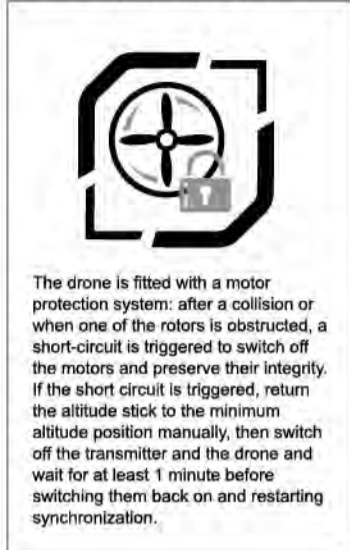 The drone is fitted with a motor
protection system: after a collision or
when one of the rotors is obstructed, a
short-circuit is triggered to switch off
the motors and preserve their integrity.
If the short circuit is triggered, return
the altitude stick to the minimum
altitude position manually, then switch
off the transmitter and the drone and
wait for at least 1 minute before
switching them back on and restarting
synchronization.